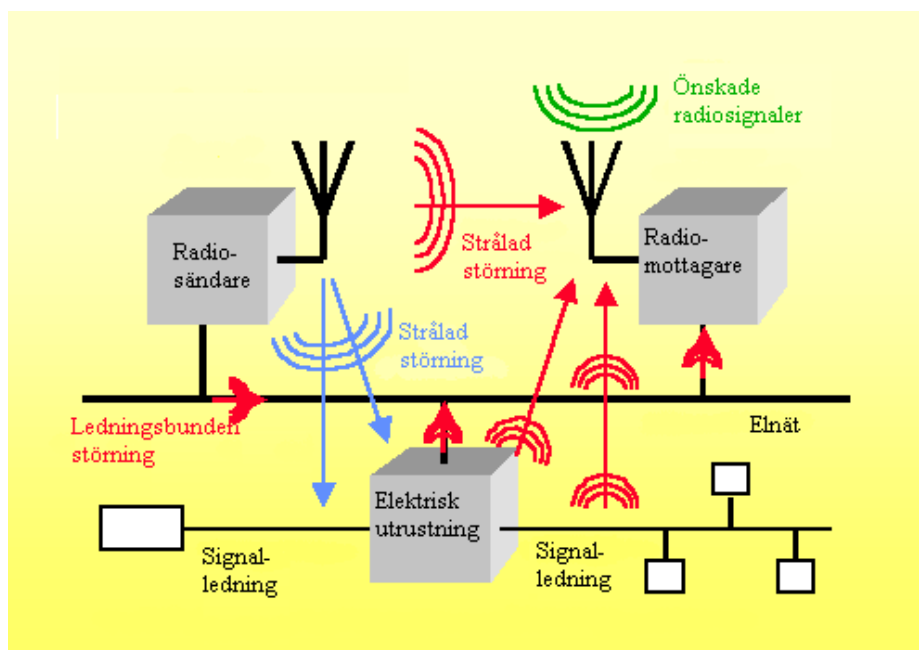 Önskade
radiosignaler
Radio-
sändare
Strålad
störning
Radio-
mottagare
Strålad
störning
Ledningsbunden
störning
Elnät
Elektrisk
utrustning
Signal-
ledning
Signal-
ledning